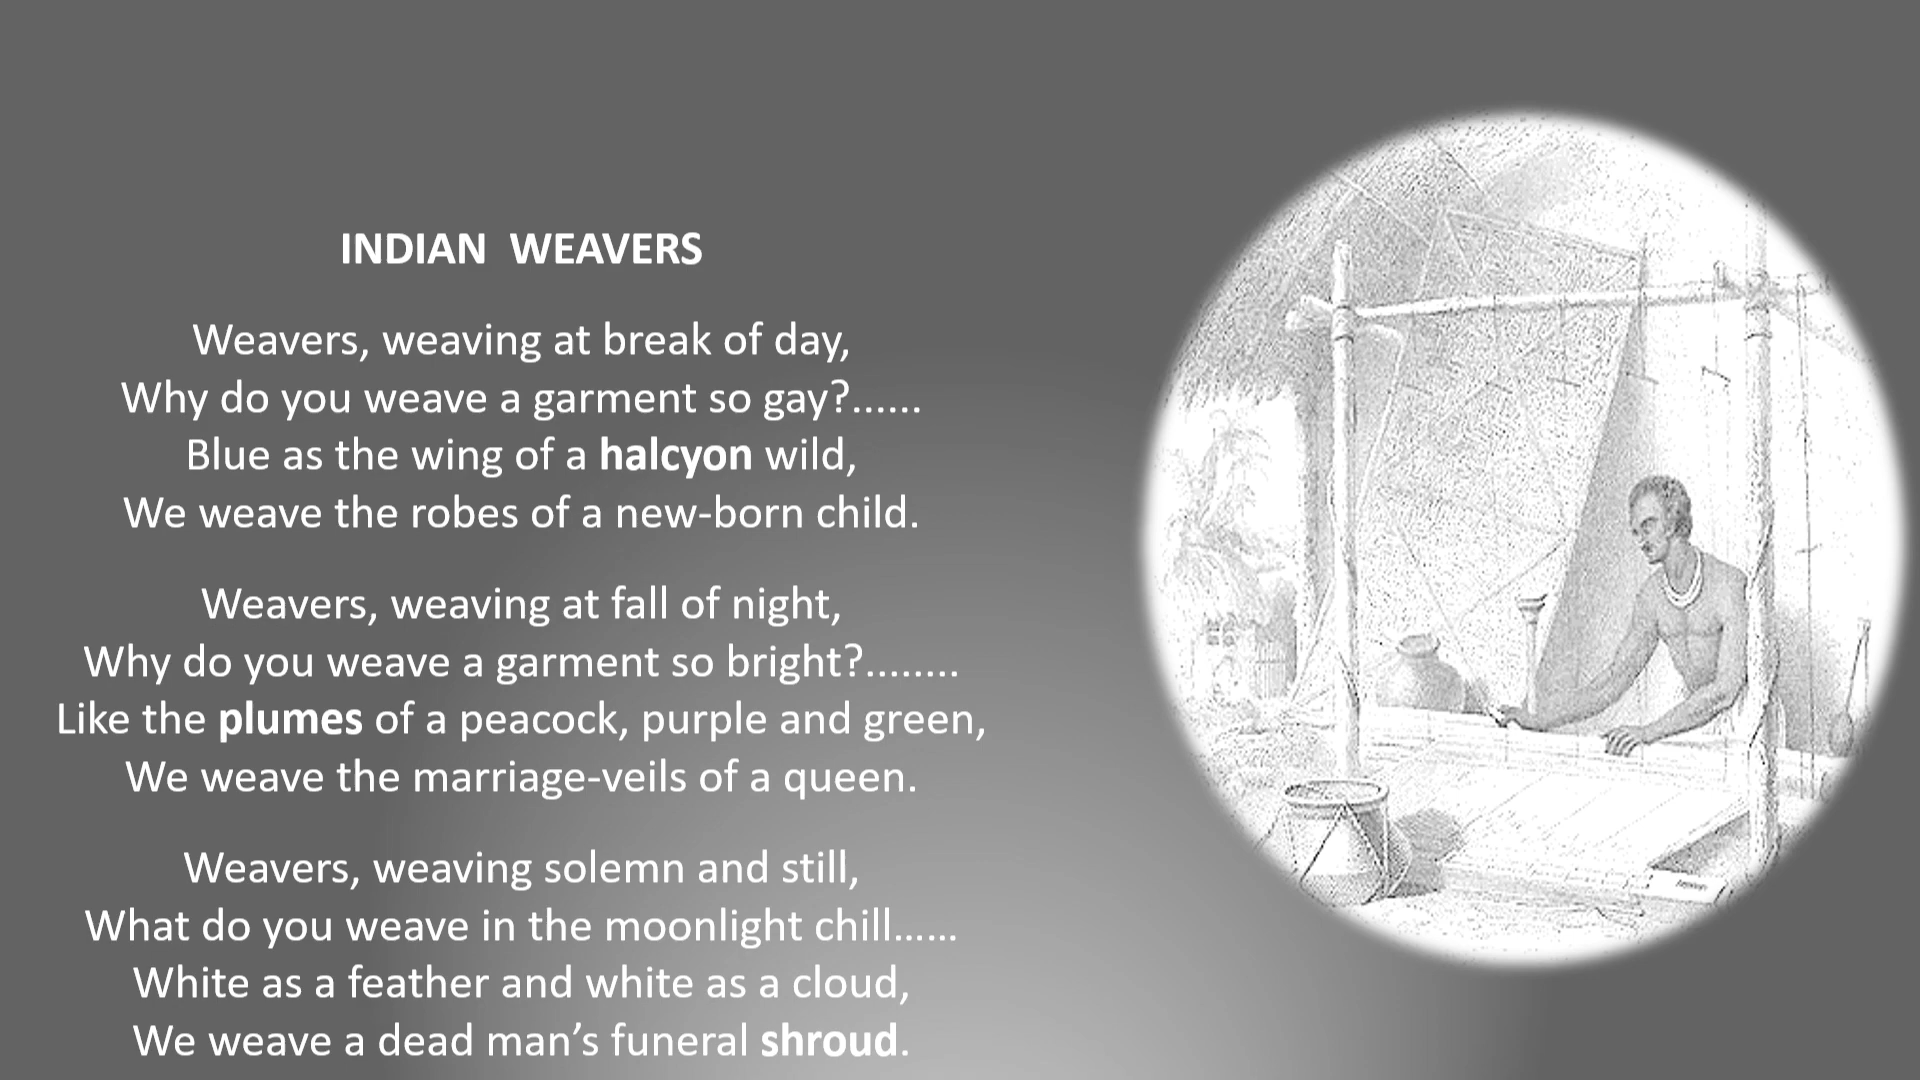 INDIAN WEAVERS
Weavers, weaving at break of day,
Why do you weave a garment so gay?......
Blue as the wing of a halcyon wild,
We weave the robes of a new-born child.
Weavers, weaving at fall of night,
Why do you weave a garment so bright?........
Like the plumes of a peacock, purple and green,
We weave the marriage-veils of a queen.
Weavers, weaving solemn and still,
What do you weave in the moonlight chill......
White as a feather and white as a cloud,
We weave a dead man’s funeral shroud.